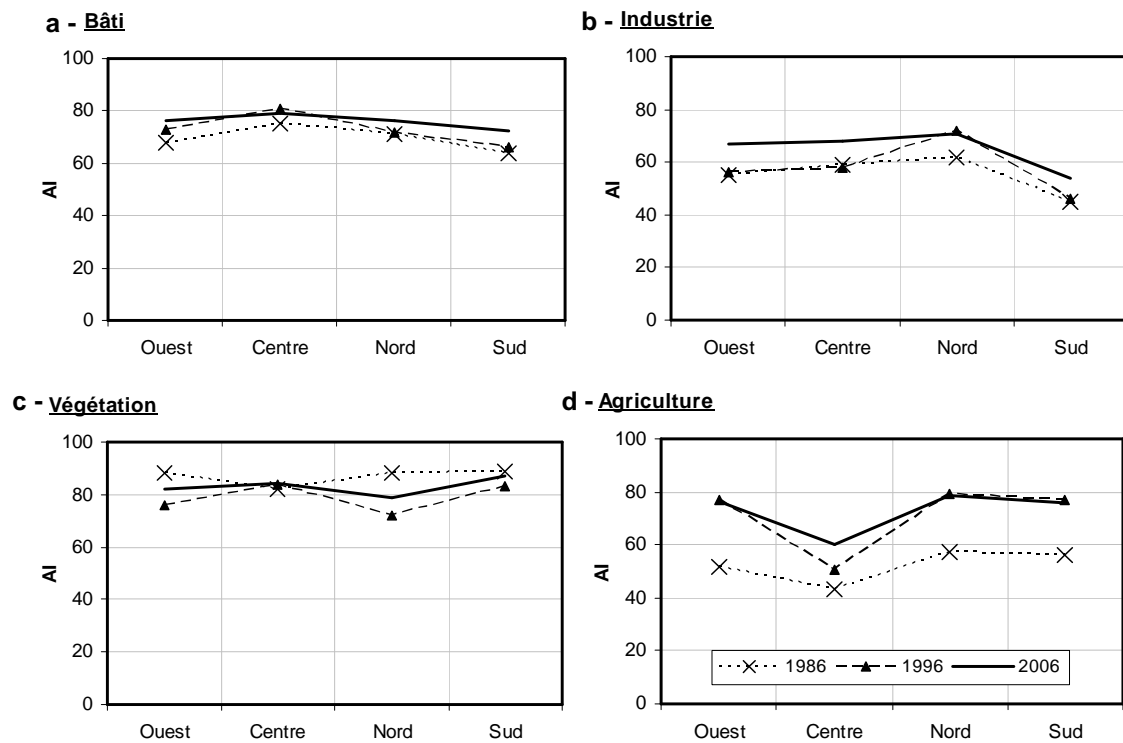 a - Bâti
100
80
60
40
20
0
AI
Ouest Centre Nord Sud
b - Industrie
100
80
60
40
20
0
AI
Ouest Centre Nord Sud
c - Végétation
100
80
60
40
20
0
AI
Ouest Centre Nord Sud
d - Agriculture
100
80
60
40
20
0
AI
1986 1996 2006
Ouest Centre Nord Sud